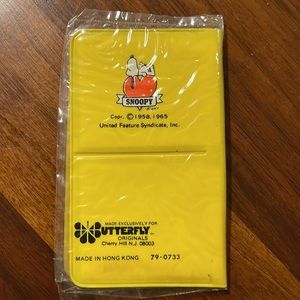 SNOOPY
Copr. © 1958, 1965
United Feature Syndicate, Inc.
MADE EXCLUSIVELY FOR
BUTTERFLY
ORIGINALS
Cherry Hill N.J. 08003
MADE IN HONG KONG 79-0733